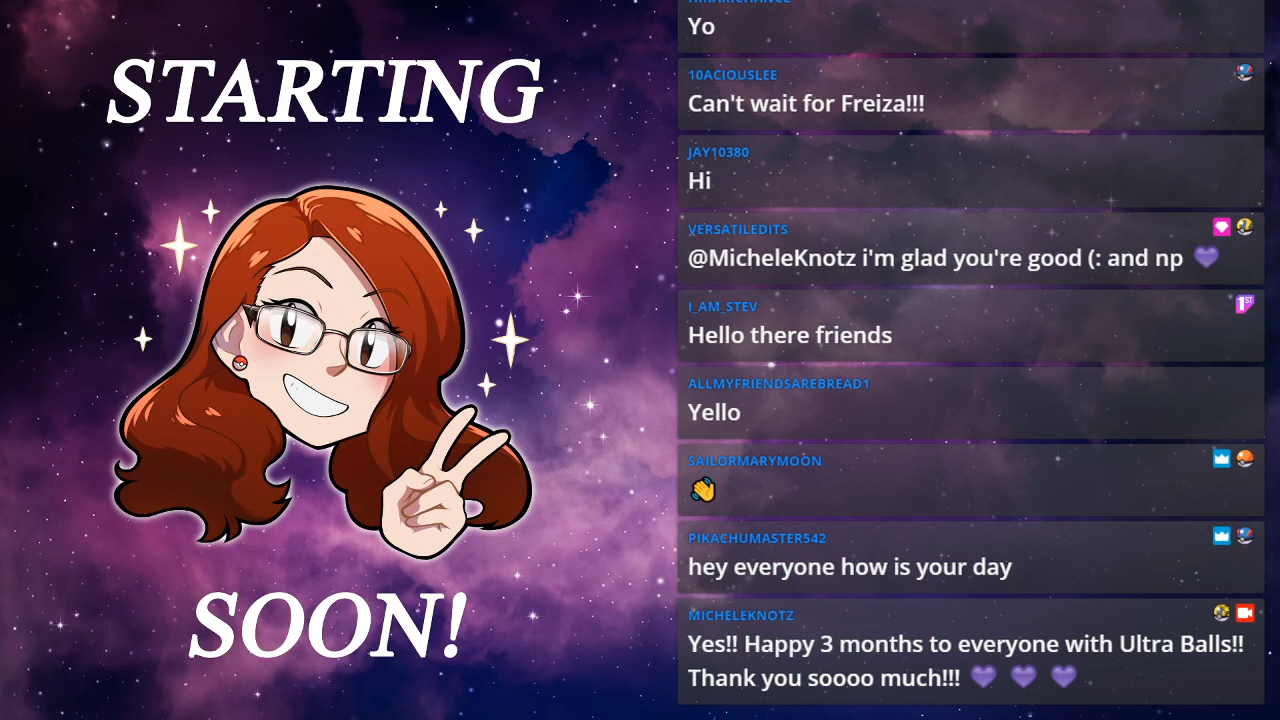 STARTING
SOON!
Yo
10ACIOUSLEE
Can't wait for Freiza!!!
JAY10380
Hi
VERSATILEDITS
@MicheleKnotz i'm glad you're good (: and np 💜
I_AM_STEV
1ST
Hello there friends
ALLMYFRIENDSAREBREAD1
Yello
SAILORMARYMOON
👋
PIKACHUMASTER542
hey everyone how is your day
MICHELEKNOTZ
Yes!! Happy 3 months to everyone with Ultra Balls!!
Thank you soooo much!!! 💜 💜 💜